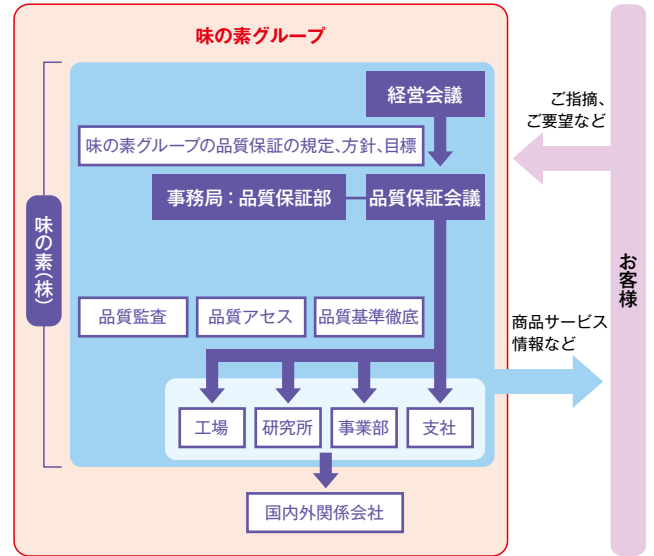 味の素グループ
経営会議
ご指摘、
ご要望など
味の素グループの品質保証の規定、方針、目標
事務局：品質保証部
品質保証会議
味の素(株)
お客様
品質監査
品質アセス
品質基準徹底
商品サービス
情報など
工場
研究所
事業部
支社
国内外関係会社